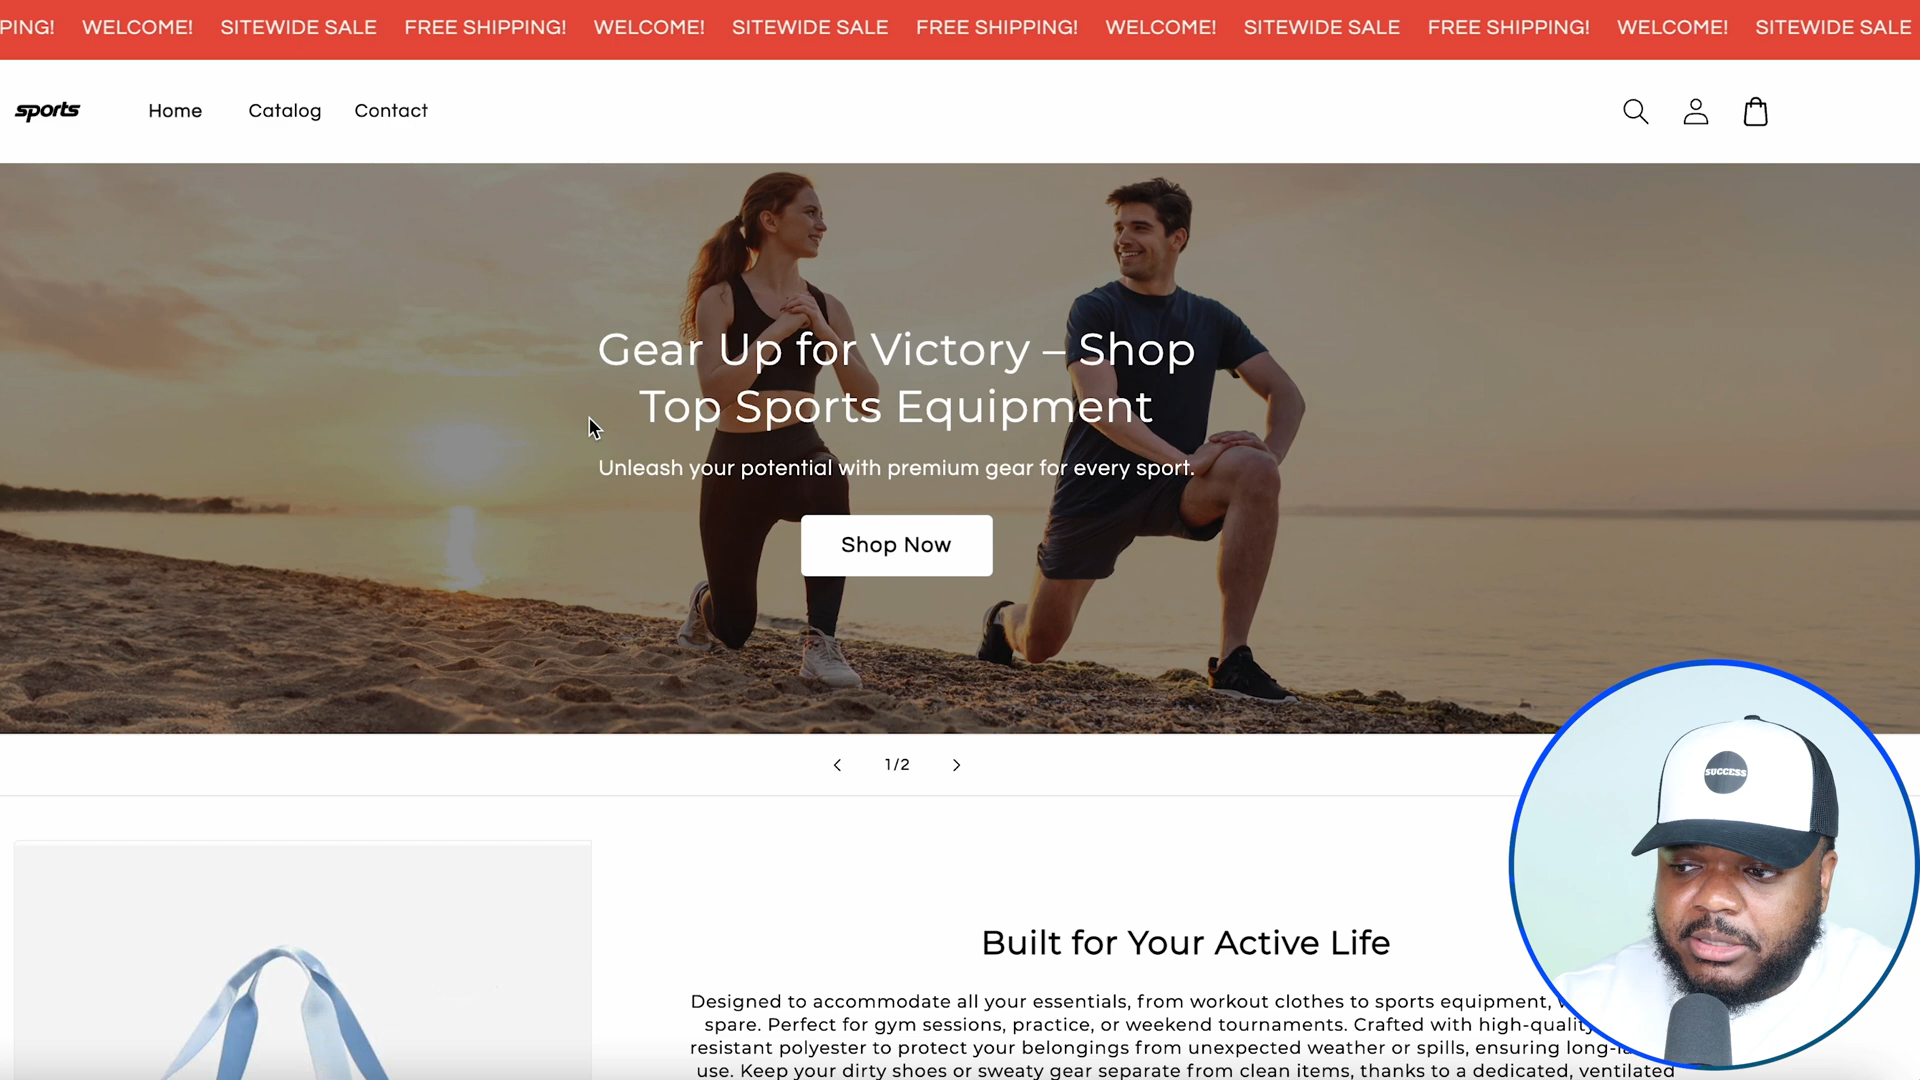 PING! WELCOME! SITEWIDE SALE FREE SHIPPING! WELCOME! SITEWIDE SALE FREE SHIPPING! WELCOME! SITEWIDE SALE FREE SHIPPING! WELCOME! SITEWIDE SALE
sports Home Catalog Contact
Gear Up for Victory – Shop
Top Sports Equipment
Unleash your potential with premium gear for every sport.
Shop Now
1/2
SUCCESS
Built for Your Active Life
Designed to accommodate all your essentials, from workout clothes to sports equipment,
spare. Perfect for gym sessions, practice, or weekend tournaments. Crafted with high-quality
resistant polyester to protect your belongings from unexpected weather or spills, ensuring
use. Keep your dirty shoes or sweaty gear separate from clean items, thanks to a dedicated, ventilated